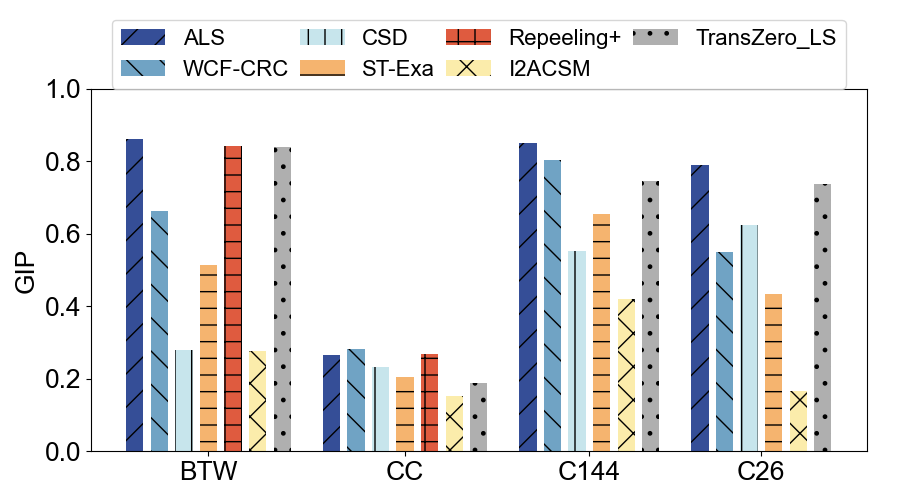 ALS CSD Repeeling+ TransZero_LS
WCF-CRC ST-Exa I2ACSM
1.0
0.8
0.6
0.4
0.2
0.0
GIP
BTW CC C144 C26